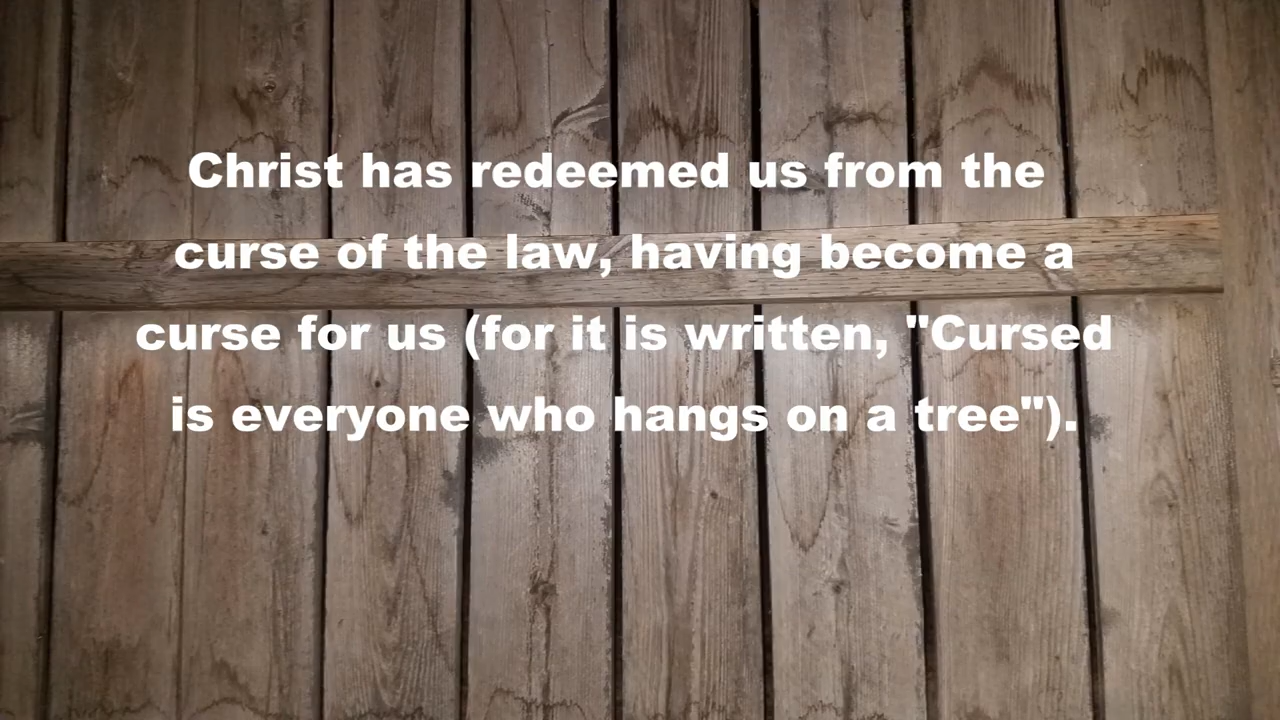 Christ has redeemed us from the
curse of the law, having become a
curse for us (for it is written, "Cursed
is everyone who hangs on a tree").